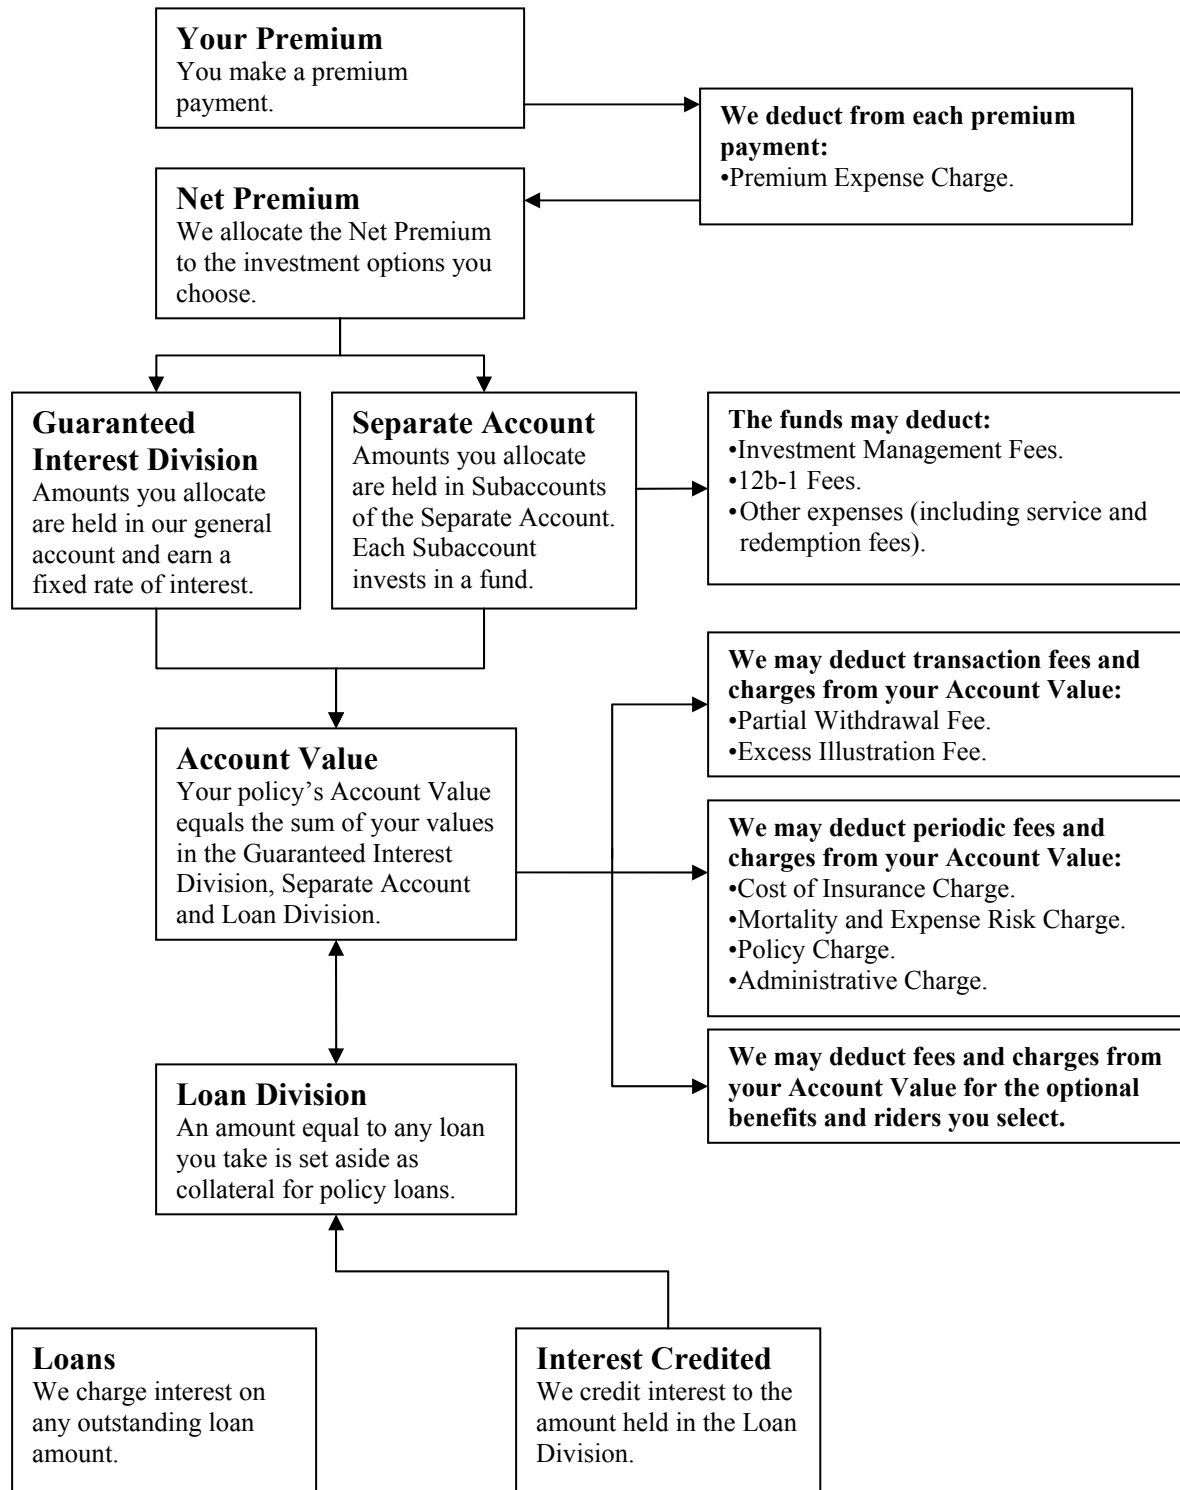 Your Premium
You make a premium
payment.
We deduct from each premium
payment:
•Premium Expense Charge.
Net Premium
We allocate the Net Premium
to the investment options you
choose.
Guaranteed
Interest Division
Amounts you allocate
are held in our general
account and earn a
fixed rate of interest.
Separate Account
Amounts you allocate
are held in Subaccounts
of the Separate Account.
Each Subaccount
invests in a fund.
The funds may deduct:
•Investment Management Fees.
•12b-1 Fees.
•Other expenses (including service and
redemption fees).
We may deduct transaction fees and
charges from your Account Value:
•Partial Withdrawal Fee.
•Excess Illustration Fee.
Account Value
Your policy’s Account Value
equals the sum of your values
in the Guaranteed Interest
Division, Separate Account
and Loan Division.
We may deduct periodic fees and
charges from your Account Value:
•Cost of Insurance Charge.
•Mortality and Expense Risk Charge.
•Policy Charge.
•Administrative Charge.
We may deduct fees and charges from
your Account Value for the optional
benefits and riders you select.
Loan Division
An amount equal to any loan
you take is set aside as
collateral for policy loans.
Loans
We charge interest on
any outstanding loan
amount.
Interest Credited
We credit interest to the
amount held in the Loan
Division.